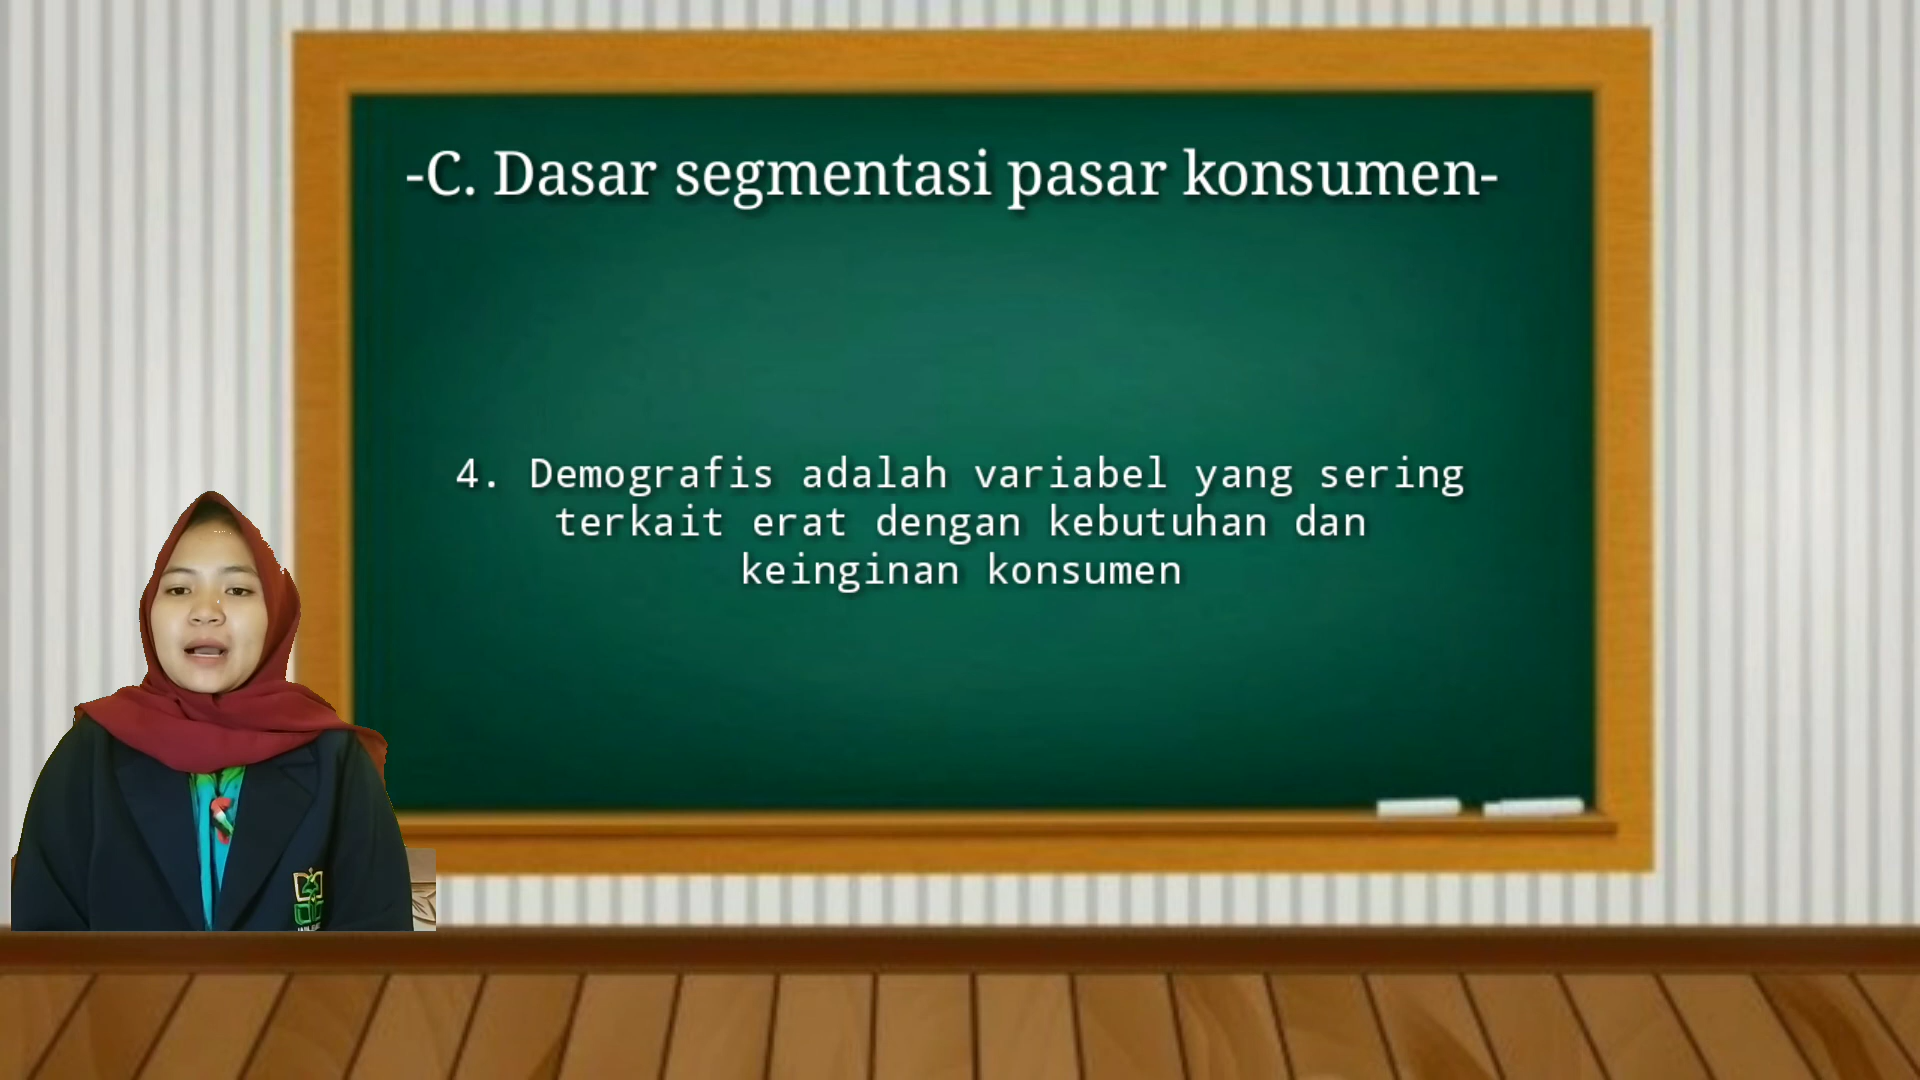 -C. Dasar segmentasi pasar konsumen-
4. Demografis adalah variabel yang sering
terkait erat dengan kebutuhan dan
keinginan konsumen